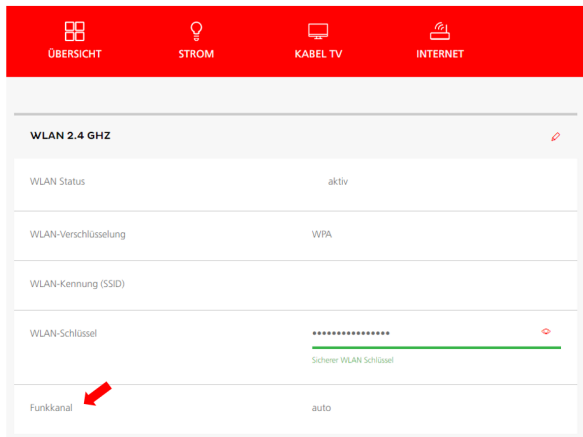 ÜBERSICHT STROM KABEL TV INTERNET
WLAN 2.4 GHZ
WLAN Status aktiv
WLAN-Verschlüsselung WPA
WLAN-Kennung (SSID)
WLAN-Schlüssel ••••••••••••••••
Sicherer WLAN Schlüssel
Funkkanal auto